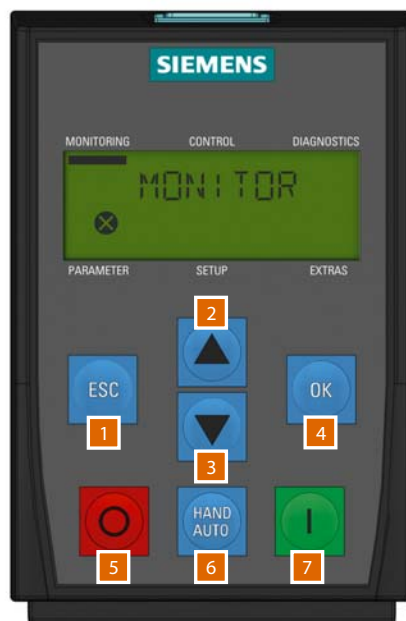 SIEMENS
MONITORING CONTROL DIAGNOSTICS
MONITOR
PARAMETER SETUP EXTRAS
2
ESC
OK
1
3
4
HAND
AUTO
5
6
7